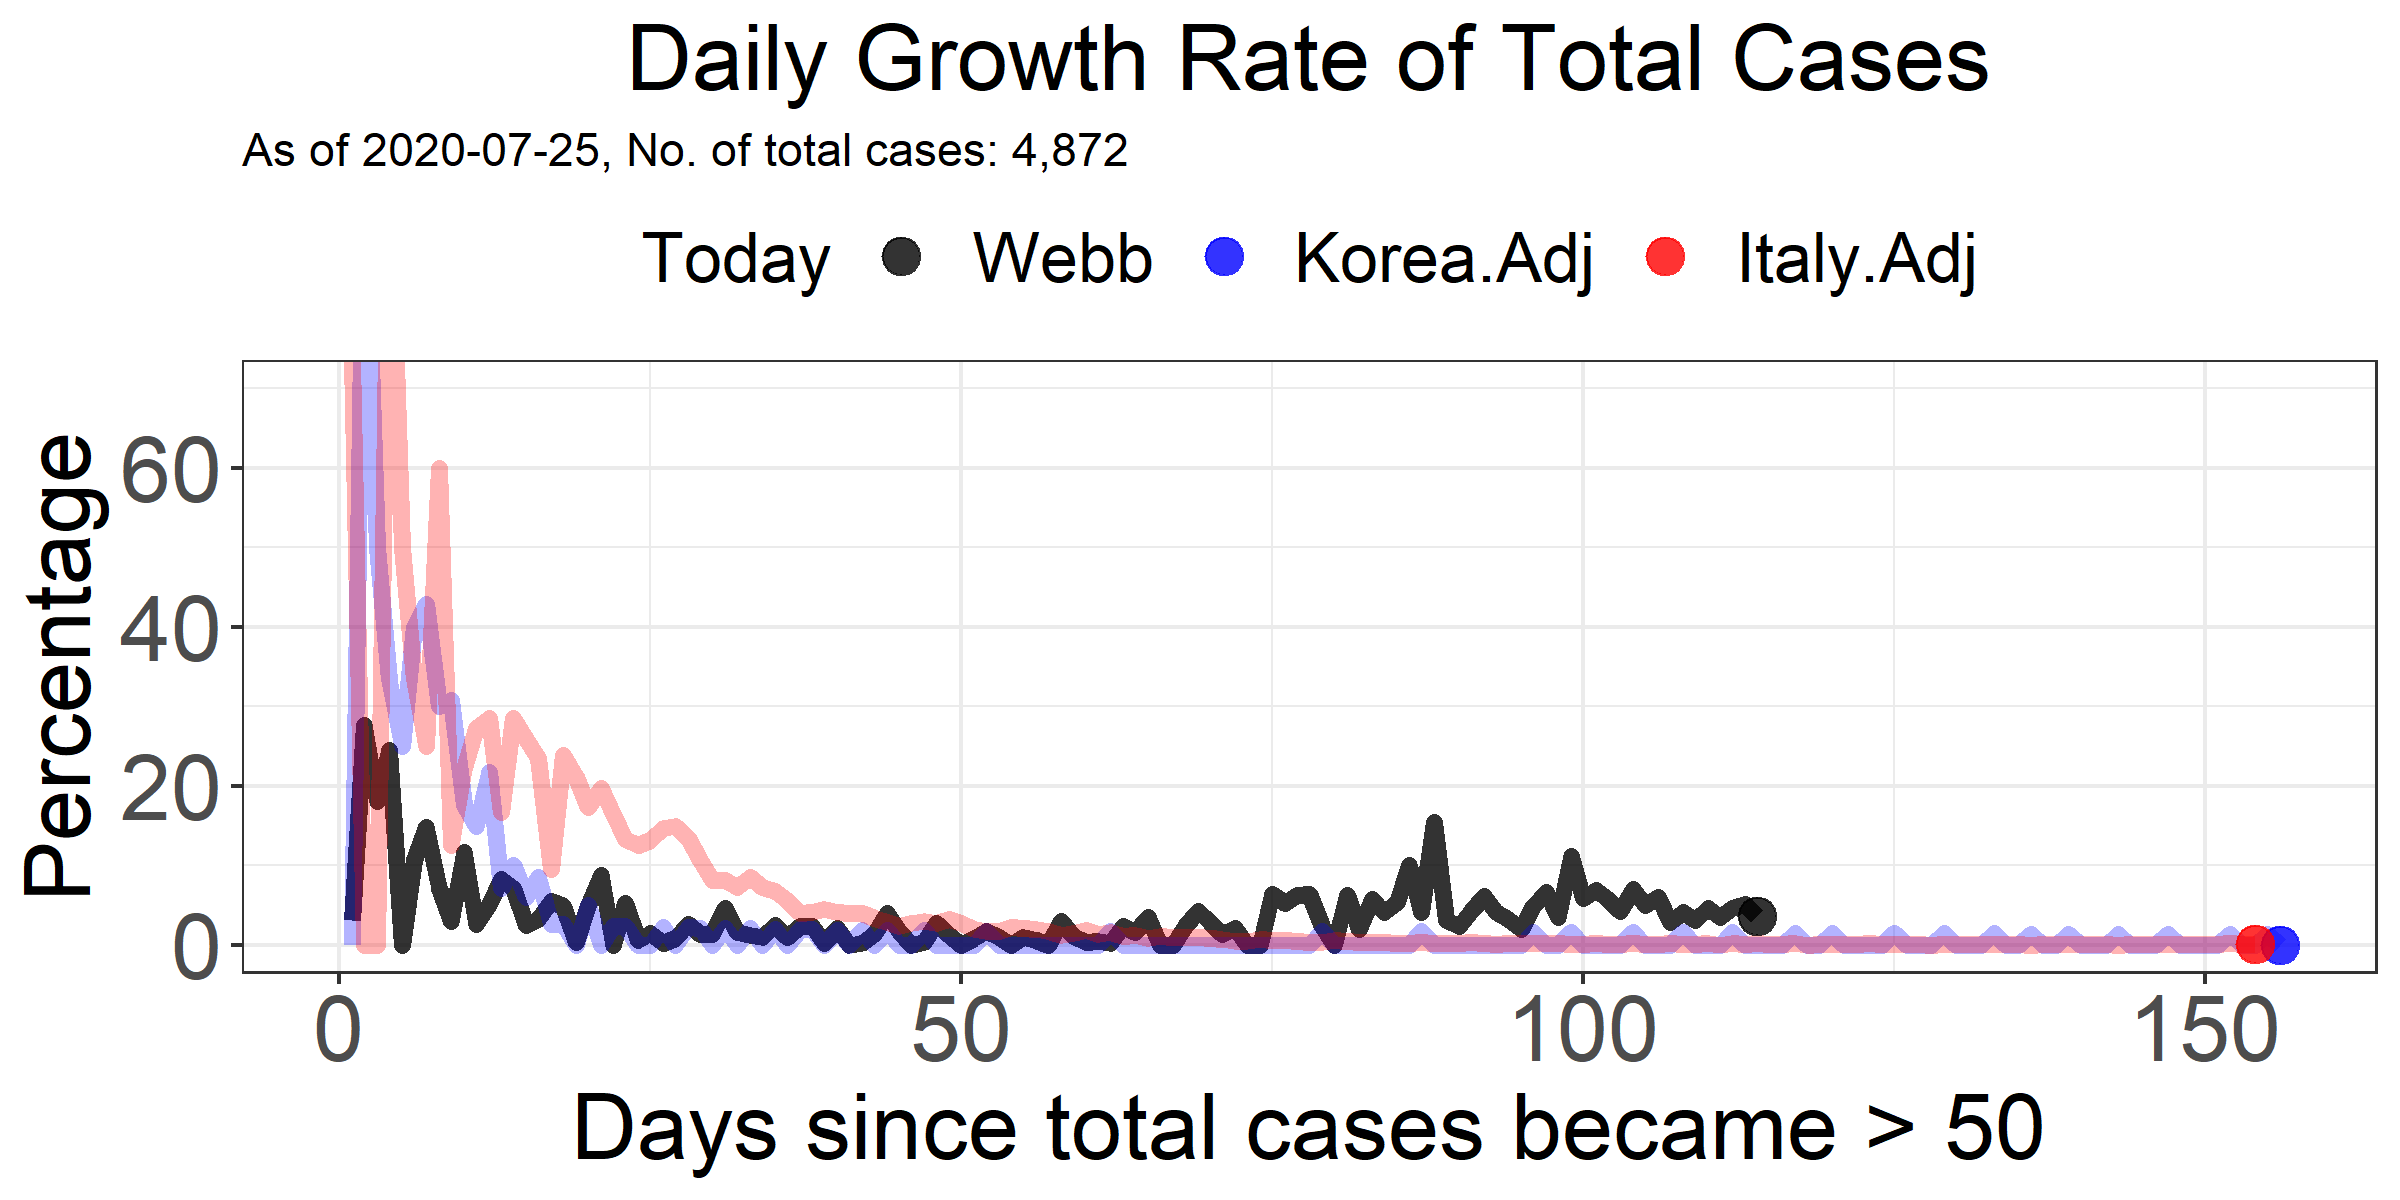 Daily Growth Rate of Total Cases
As of 2020-07-25, No. of total cases: 4,872
Today Webb Korea.Adj Italy.Adj
Percentage
60
40
20
0
0 50 100 150
Days since total cases became > 50